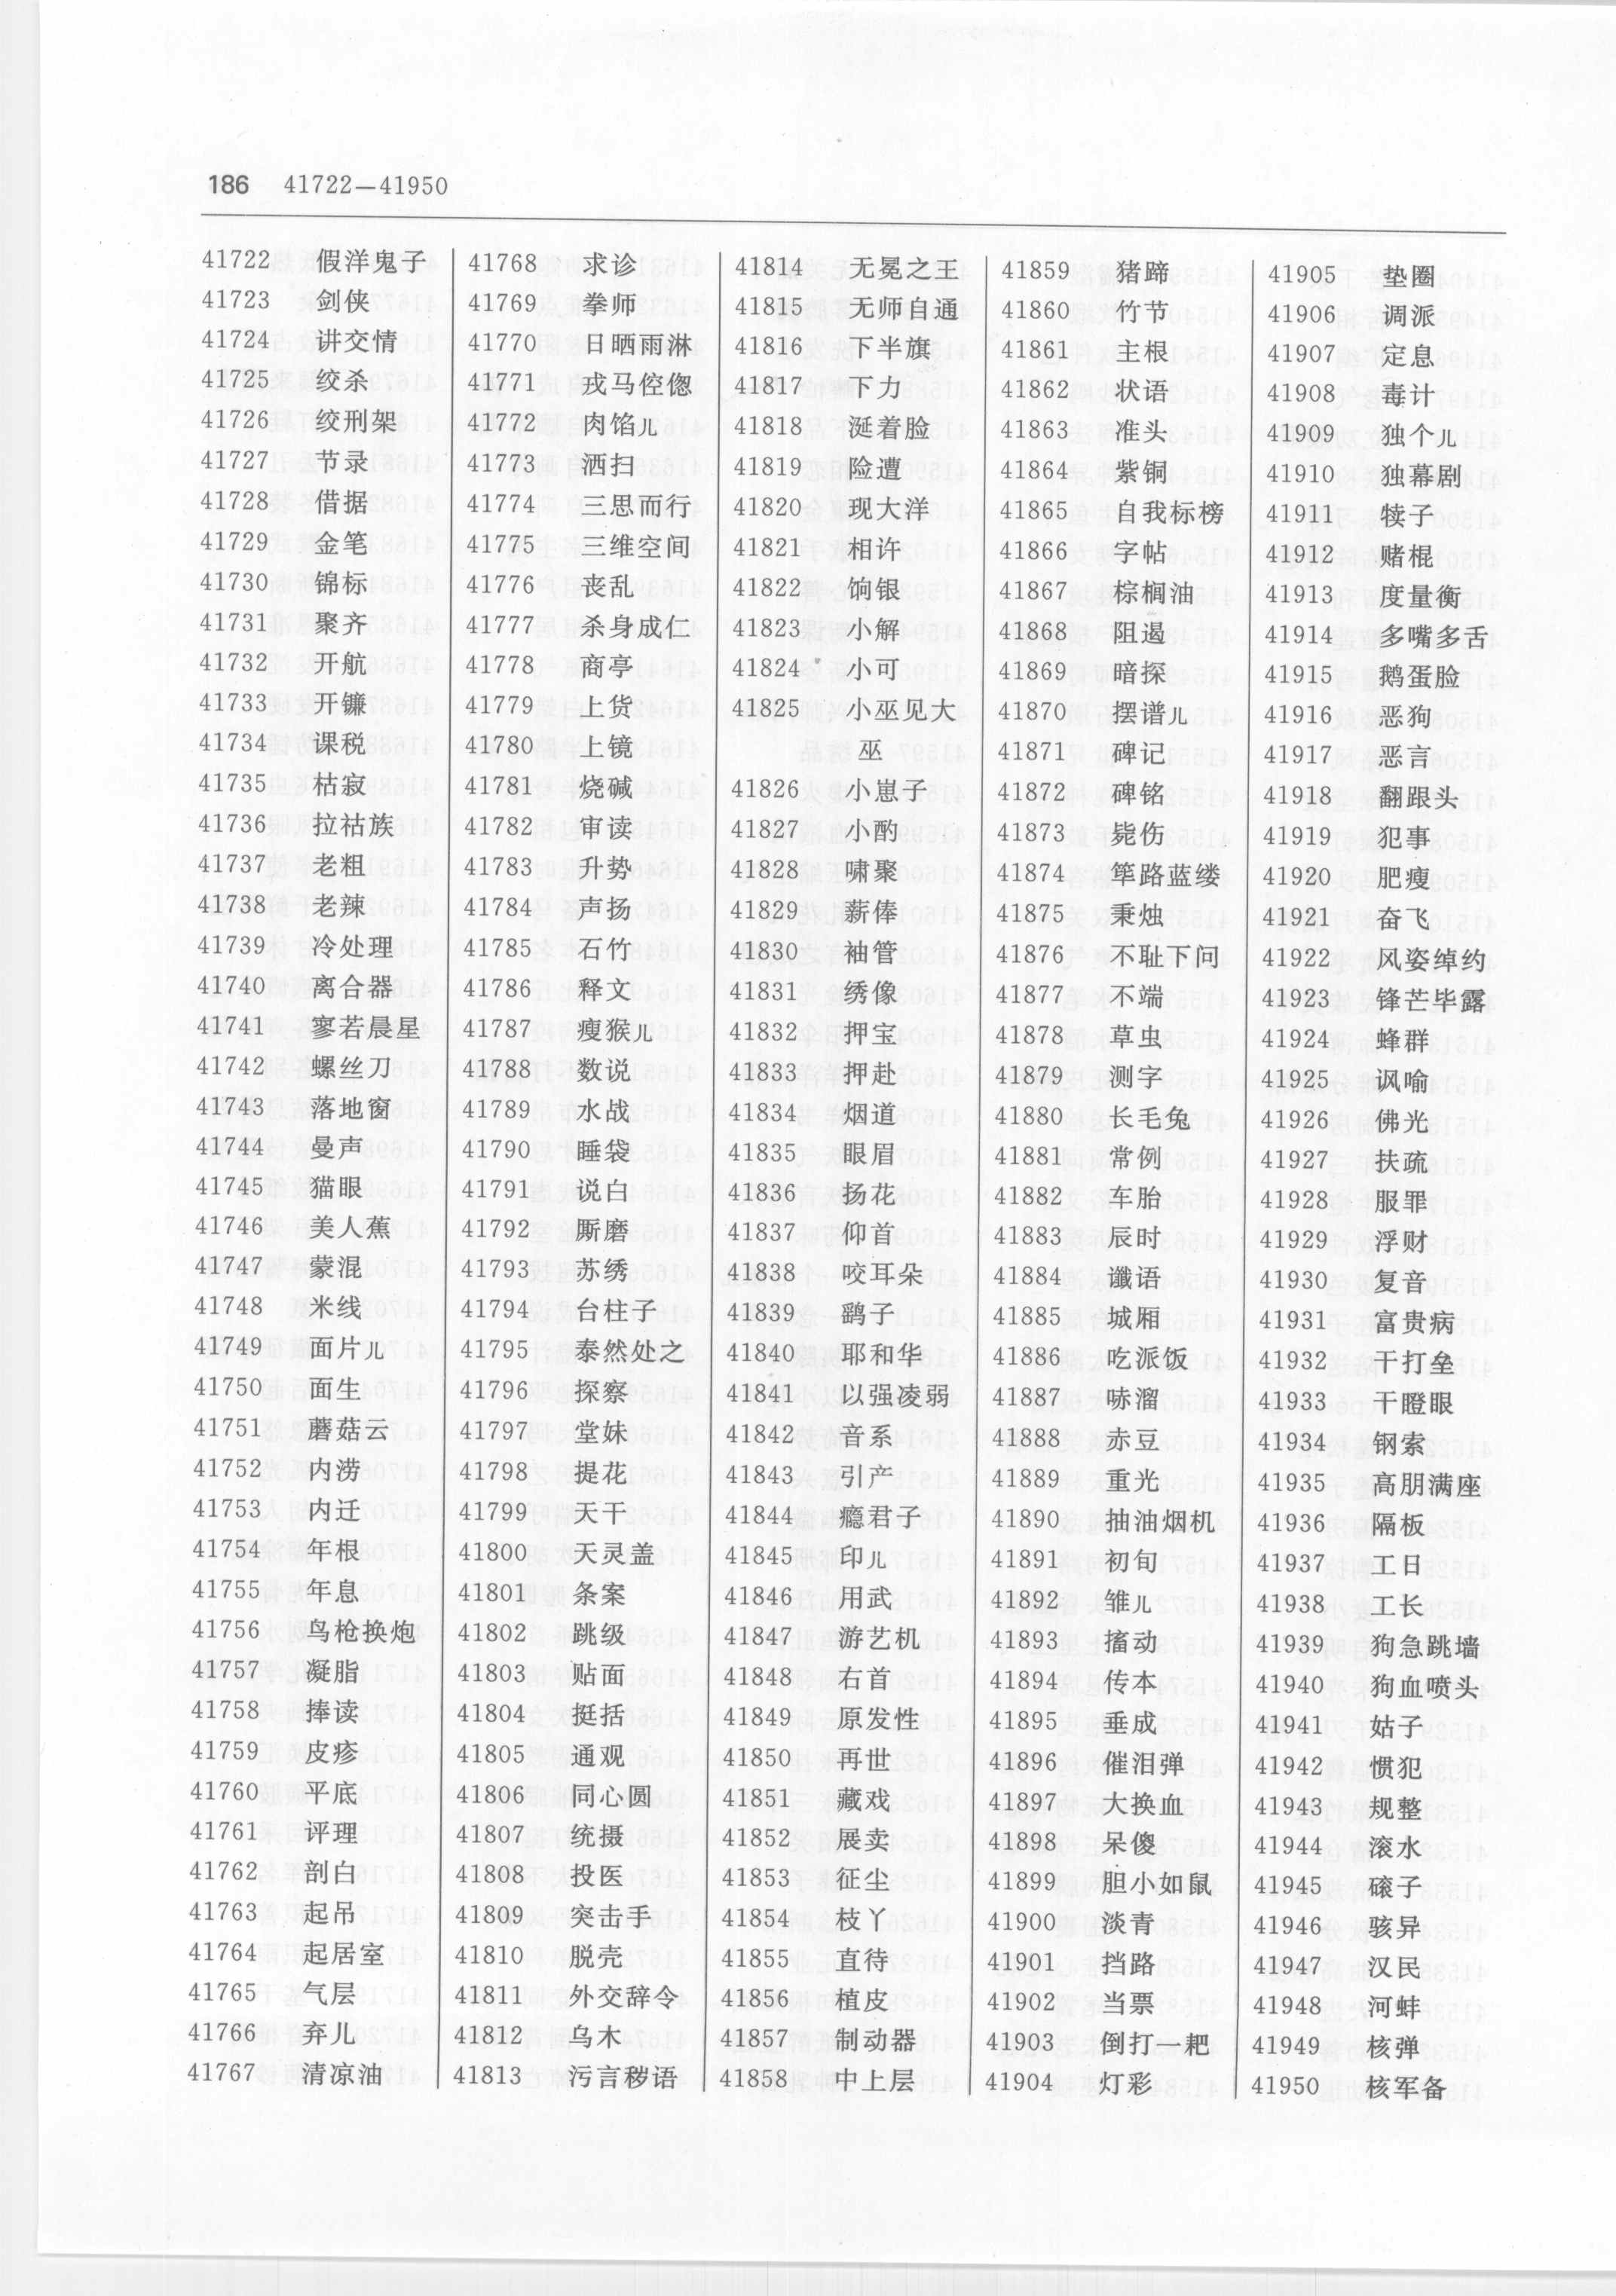 186 41722—41950
41722 假洋鬼子
41723 剑侠
41724 讲交情
41725 绞杀
41726 绞刑架
41727 节录
41728 借据
41729 金笔
41730 锦标
41731 聚齐
41732 开航
41733 开镰
41734 课税
41735 枯寂
41736 拉祜族
41737 老粗
41738 老辣
41739 冷处理
41740 离合器
41741 寥若晨星
41742 螺丝刀
41743 落地窗
41744 曼声
41745 猫眼
41746 美人蕉
41747 蒙混
41748 米线
41749 面片儿
41750 面生
41751 蘑菇云
41752 内涝
41753 内迁
41754 年根
41755 年息
41756 鸟枪换炮
41757 凝脂
41758 捧读
41759 皮疹
41760 平底
41761 评理
41762 剖白
41763 起吊
41764 起居室
41765 气层
41766 弃儿
41767 清凉油
41768 求诊
41769 拳师
41770 日晒雨淋
41771 戎马倥偬
41772 肉馅儿
41773 洒扫
41774 三思而行
41775 三维空间
41776 丧乱
41777 杀身成仁
41778 商亭
41779 上货
41780 上镜
41781 烧碱
41782 审读
41783 升势
41784 声扬
41785 石竹
41786 释文
41787 瘦猴儿
41788 数说
41789 水战
41790 睡袋
41791 说白
41792 厮磨
41793 苏绣
41794 台柱子
41795 泰然处之
41796 探察
41797 堂妹
41798 提花
41799 天干
41800 天灵盖
41801 条案
41802 跳级
41803 贴面
41804 挺括
41805 通观
41806 同心圆
41807 统摄
41808 投医
41809 突击手
41810 脱壳
41811 外交辞令
41812 乌木
41813 污言秽语
41814 无冕之王
41815 无师自通
41816 下半旗
41817 下力
41818 涎着脸
41819 险遭
41820 现大洋
41821 相许
41822 饷银
41823 小解
41824 小可
41825 小巫见大
巫
41826 小崽子
41827 小酌
41828 啸聚
41829 薪俸
41830 袖管
41831 绣像
41832 押宝
41833 押赴
41834 烟道
41835 眼眉
41836 扬花
41837 仰首
41838 咬耳朵
41839 鹞子
41840 耶和华
41841 以强凌弱
41842 音系
41843 引产
41844 瘾君子
41845 印儿
41846 用武
41847 游艺机
41848 右首
41849 原发性
41850 再世
41851 藏戏
41852 展卖
41853 征尘
41854 枝丫
41855 直待
41856 植皮
41857 制动器
41858 中上层
41859 猪蹄
41860 竹节
41861 主根
41862 状语
41863 准头
41864 紫铜
41865 自我标榜
41866 字帖
41867 棕榈油
41868 阻遏
41869 暗探
41870 摆谱儿
41871 碑记
41872 碑铭
41873 毙伤
41874 筚路蓝缕
41875 秉烛
41876 不耻下问
41877 不端
41878 草虫
41879 测字
41880 长毛兔
41881 常例
41882 车胎
41883 辰时
41884 谶语
41885 城厢
41886 吃派饭
41887 哧溜
41888 赤豆
41889 重光
41890 抽油烟机
41891 初旬
41892 雏儿
41893 搐动
41894 传本
41895 垂成
41896 催泪弹
41897 大换血
41898 呆傻
41899 胆小如鼠
41900 淡青
41901 挡路
41902 当票
41903 倒打一耙
41904 灯彩
41905 垫圈
41906 调派
41907 定息
41908 毒计
41909 独个儿
41910 独幕剧
41911 犊子
41912 赌棍
41913 度量衡
41914 多嘴多舌
41915 鹅蛋脸
41916 恶狗
41917 恶言
41918 翻跟头
41919 犯事
41920 肥瘦
41921 奋飞
41922 风姿绰约
41923 锋芒毕露
41924 蜂群
41925 讽喻
41926 佛光
41927 扶疏
41928 服罪
41929 浮财
41930 复音
41931 富贵病
41932 干打垒
41933 干瞪眼
41934 钢索
41935 高朋满座
41936 隔板
41937 工日
41938 工长
41939 狗急跳墙
41940 狗血喷头
41941 姑子
41942 惯犯
41943 规整
41944 滚水
41945 磙子
41946 骇异
41947 汉民
41948 河蚌
41949 核弹
41950 核军备